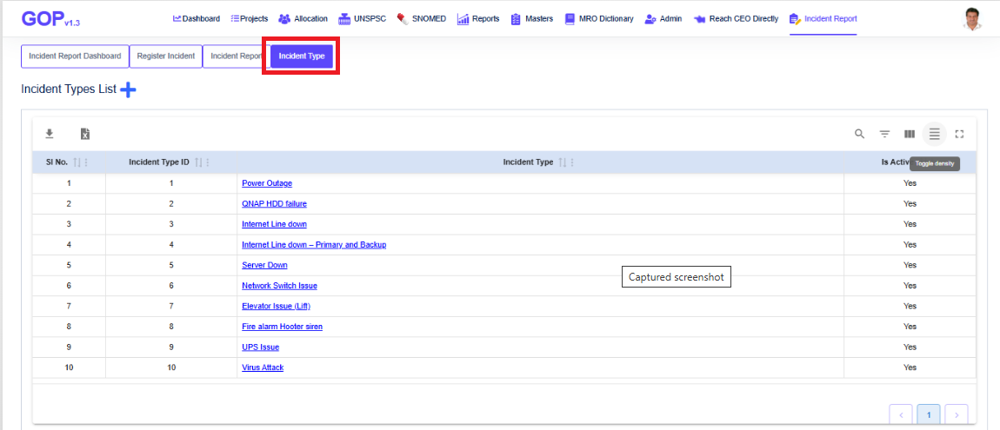 GOP v1.3 Dashboard Projects Allocation UNSPSC SNOMED Reports Masters MRO Dictionary Admin Reach CEO Directly Incident Report
Incident Report Dashboard Register Incident Incident Report Incident Type
Incident Types List
Sl No. Incident Type ID Incident Type Is Activ
Toggle density
1 1 Power Outage Yes
2 2 QNAP HDD failure Yes
3 3 Internet Line down Yes
4 4 Internet Line down – Primary and Backup Yes
5 5 Server Down Yes
Captured screenshot
6 6 Network Switch Issue Yes
7 7 Elevator Issue (Lift) Yes
8 8 Fire alarm Hooter siren Yes
9 9 UPS Issue Yes
10 10 Virus Attack Yes
1